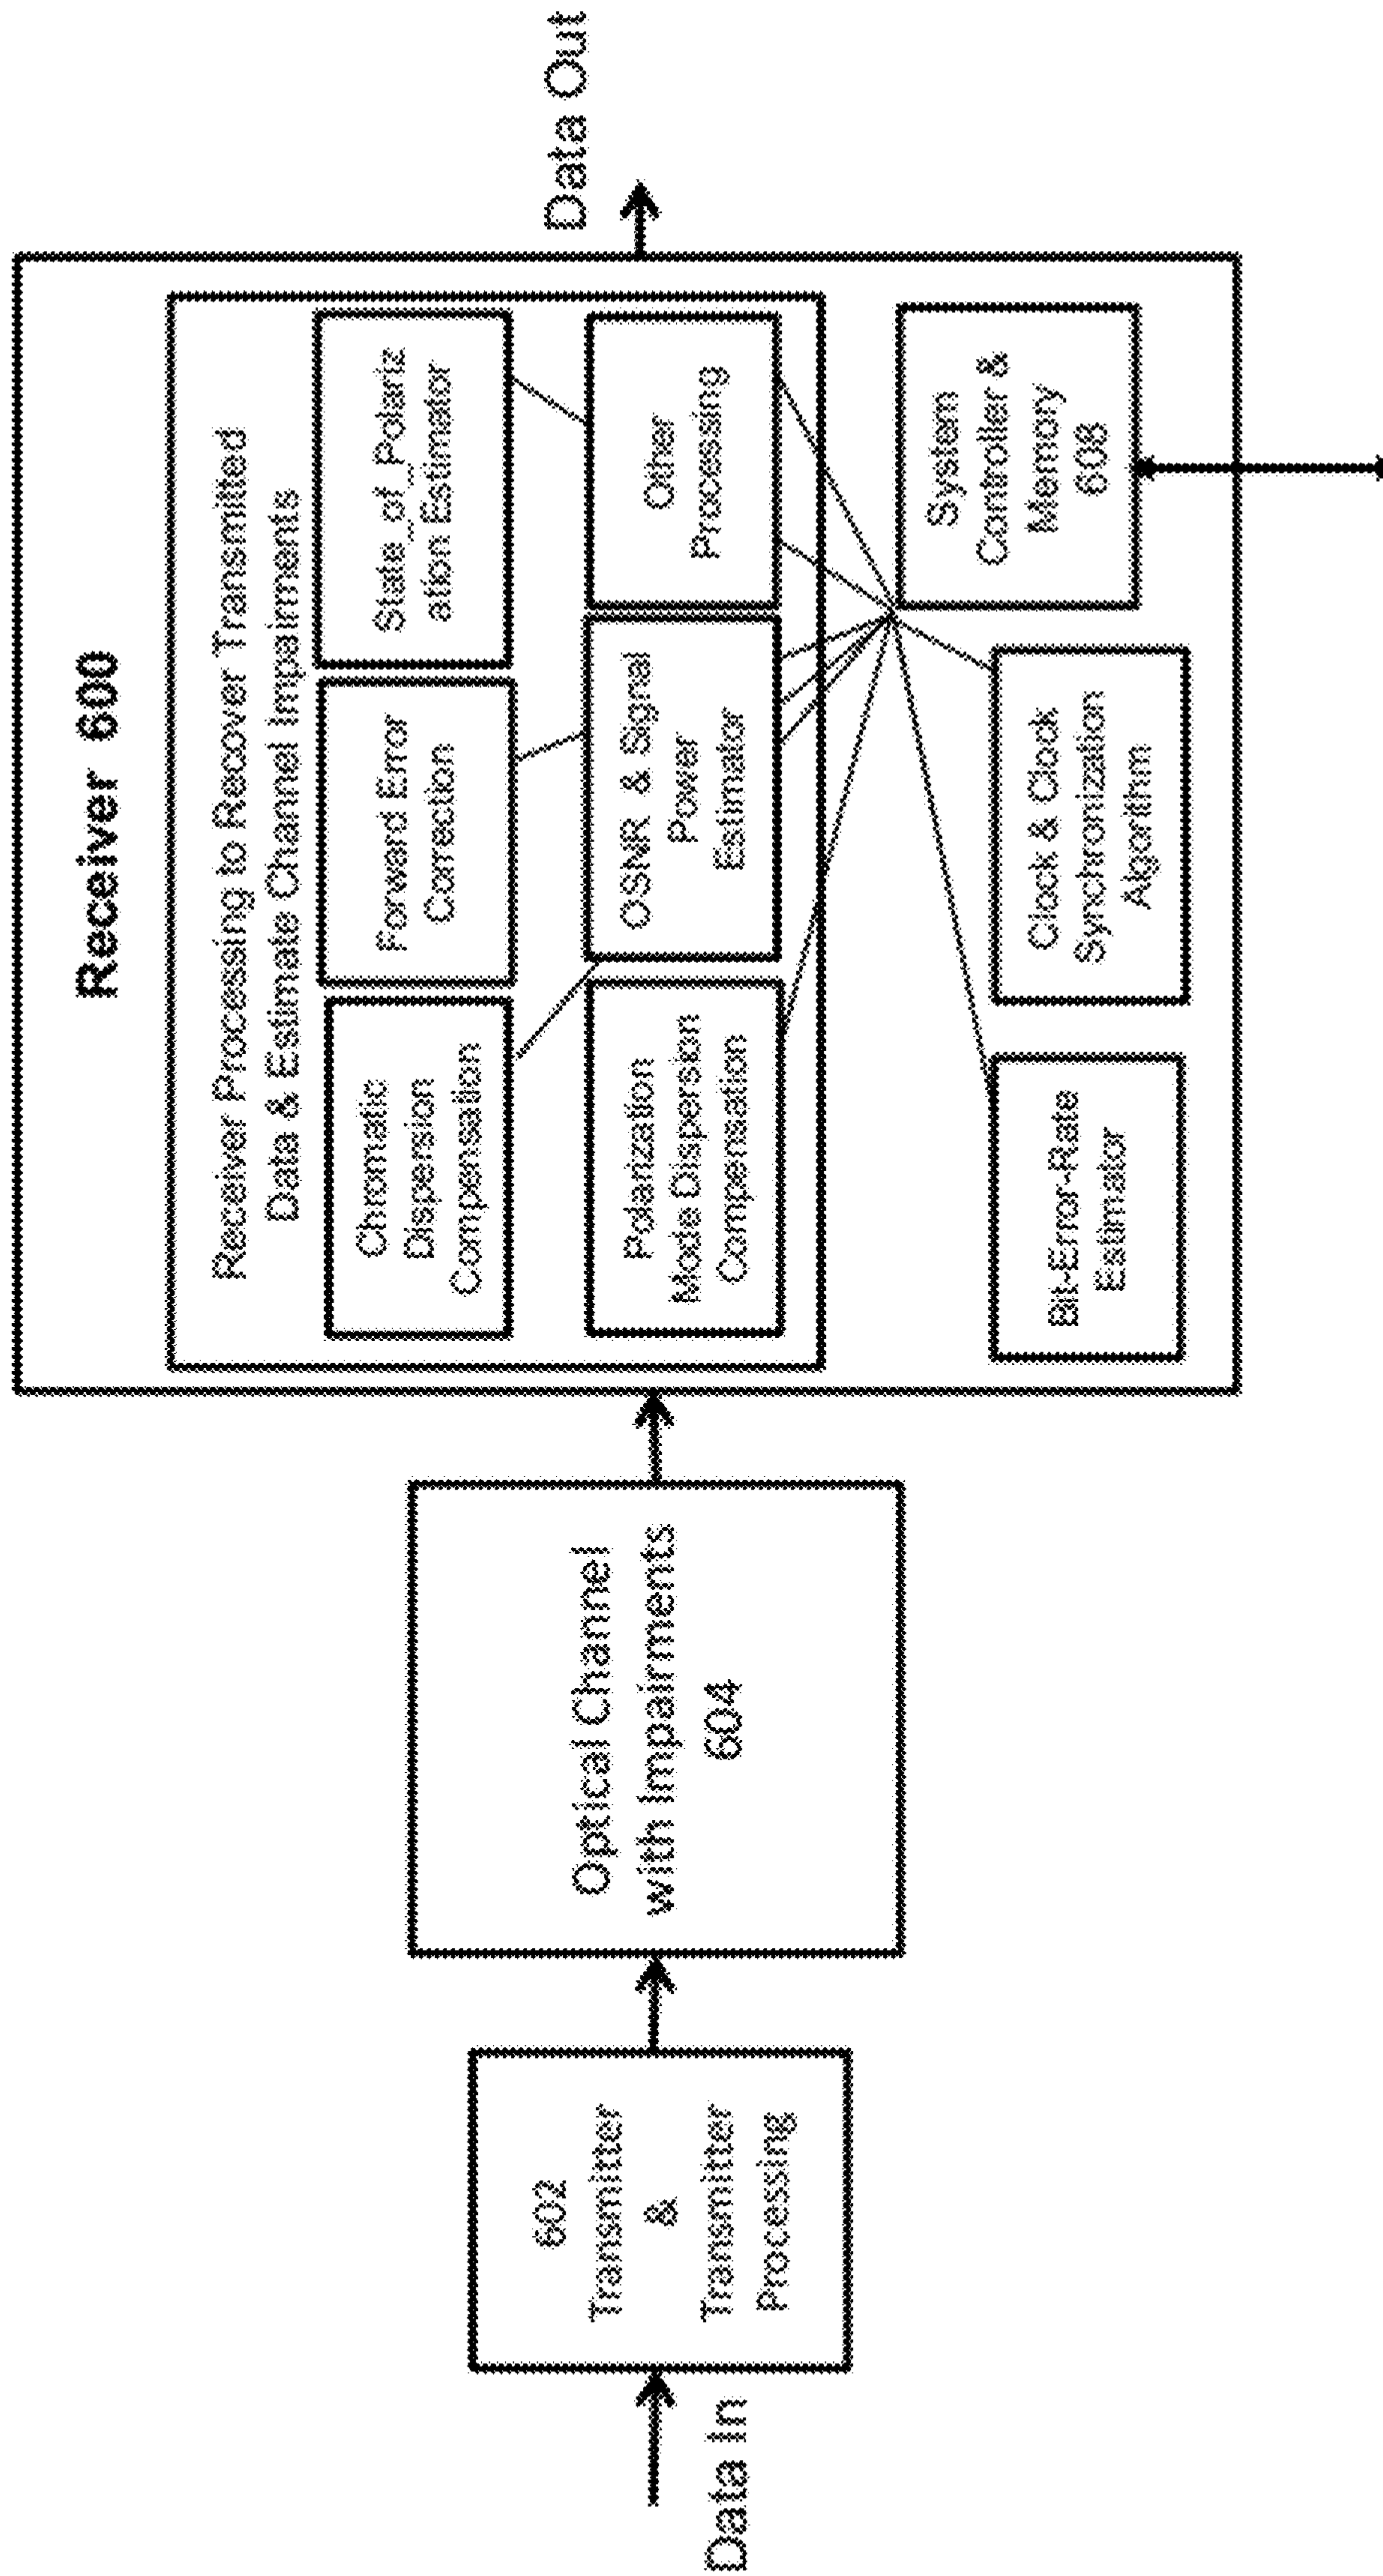 Receiver 600
Receiver Processing to Recover Transmitted
Data & Estimate Channel Impairments
Chromatic
Dispersion
Compensation
Forward Error
Correction
State_of_Polariz
ation Estimator
Polarization
Mode Dispersion
Compensation
OSNR & Signal
Power
Estimator
Other
Processing
Bit-Error-Rate
Estimator
Clock & Clock
Synchronization
Algorithm
System
Controller &
Memory
608
Data Out
Optical Channel
with Impairments
604
602
Transmitter
&
Transmitter
Processing
Data In